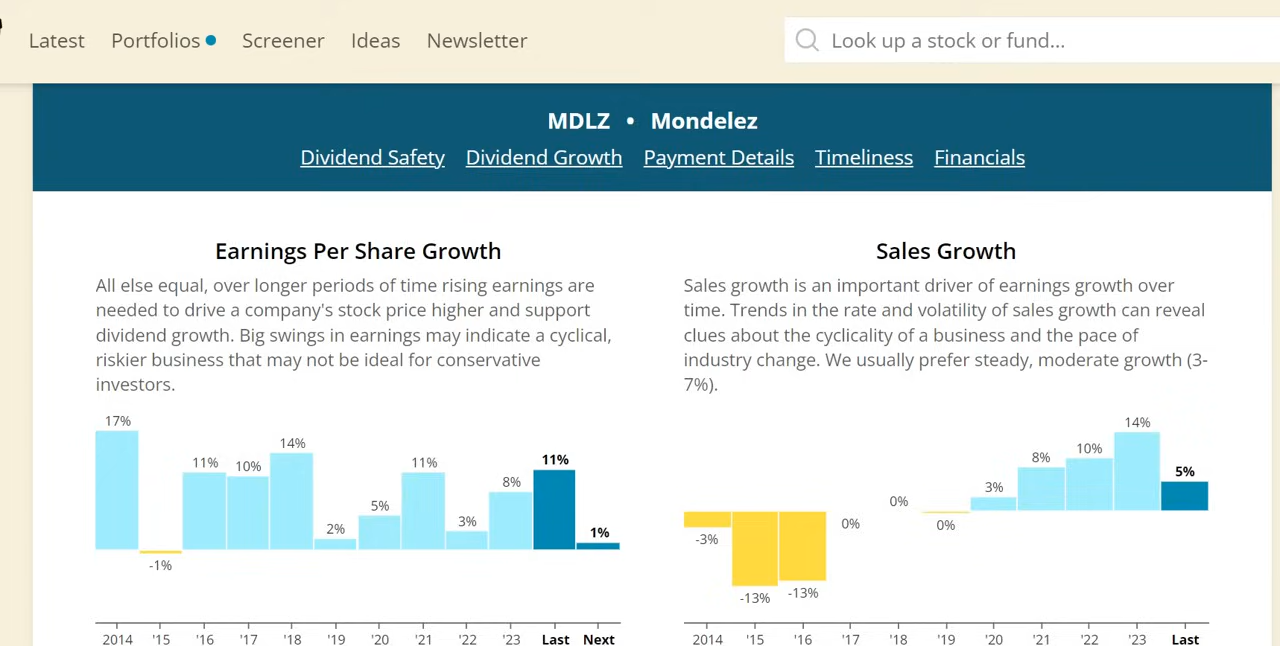 Latest Portfolios Screener Ideas Newsletter
Look up a stock or fund...
MDLZ • Mondelez
Dividend Safety Dividend Growth Payment Details Timeliness Financials
Earnings Per Share Growth
All else equal, over longer periods of time rising earnings are
needed to drive a company's stock price higher and support
dividend growth. Big swings in earnings may indicate a cyclical,
riskier business that may not be ideal for conservative
investors.
17%
-1%
11%
10%
14%
2%
5%
11%
3%
8%
11%
1%
2014 '15 '16 '17 '18 '19 '20 '21 '22 '23 Last Next
Sales Growth
Sales growth is an important driver of earnings growth over
time. Trends in the rate and volatility of sales growth can reveal
clues about the cyclicality of a business and the pace of
industry change. We usually prefer steady, moderate growth (3-
7%).
-3%
-13%
-13%
0%
0%
0%
3%
8%
10%
14%
5%
2014 '15 '16 '17 '18 '19 '20 '21 '22 '23 Last